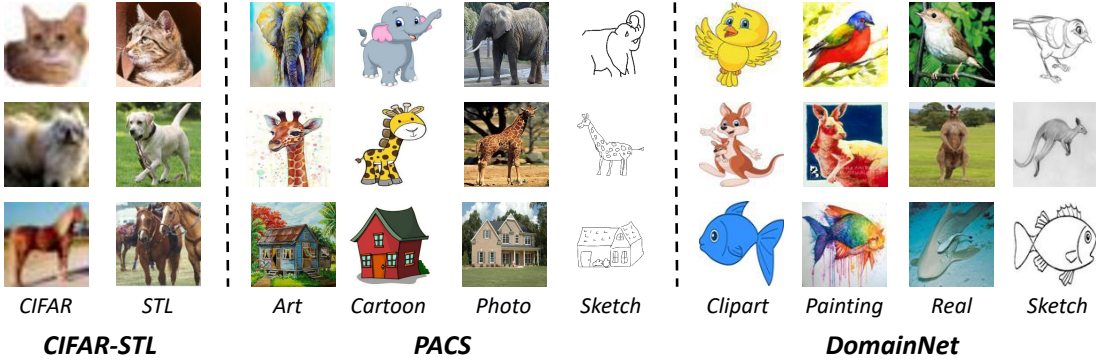 CIFAR STL Art Cartoon Photo Sketch Clipart Painting Real Sketch
CIFAR-STL PACS DomainNet